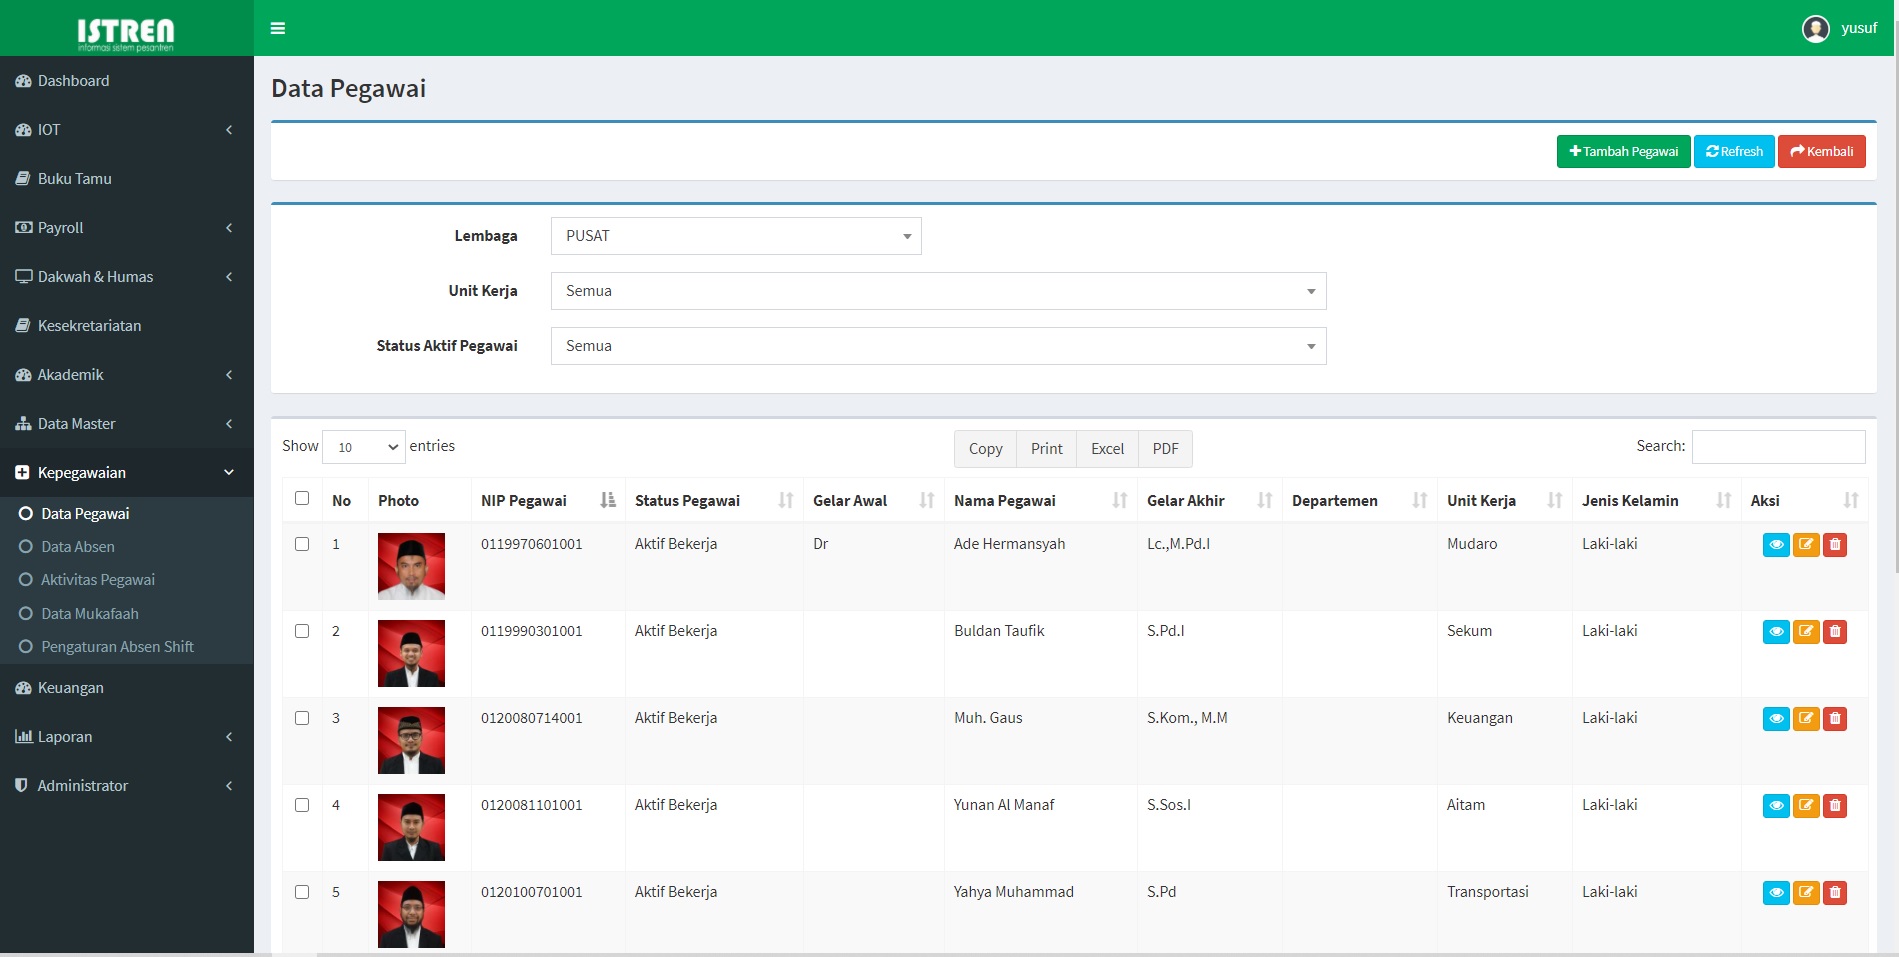 ISTREN
informasi sistem pesantren
yusuf
Dashboard
IOT
Buku Tamu
Payroll
Dakwah & Humas
Kesekretariatan
Akademik
Data Master
Kepegawaian
Data Pegawai
Data Absen
Aktivitas Pegawai
Data Mukafaah
Pengaturan Absen Shift
Keuangan
Laporan
Administrator
Data Pegawai
Tambah Pegawai Refresh Kembali
Lembaga PUSAT
Unit Kerja Semua
Status Aktif Pegawai Semua
Show 10 entries Copy Print Excel PDF Search:
No Photo NIP Pegawai Status Pegawai Gelar Awal Nama Pegawai Gelar Akhir Departemen Unit Kerja Jenis Kelamin Aksi
1 0119970601001 Aktif Bekerja Dr Ade Hermansyah Lc.,M.Pd.I Mudaro Laki-laki
2 0119990301001 Aktif Bekerja Buldan Taufik S.Pd.I Sekum Laki-laki
3 0120080714001 Aktif Bekerja Muh. Gaus S.Kom., M.M Keuangan Laki-laki
4 0120081101001 Aktif Bekerja Yunan Al Manaf S.Sos.I Aitam Laki-laki
5 0120100701001 Aktif Bekerja Yahya Muhammad S.Pd Transportasi Laki-laki